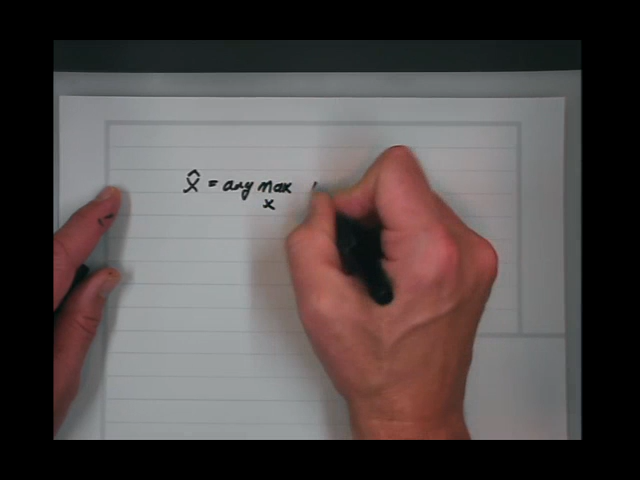 x̂ = arg max
x